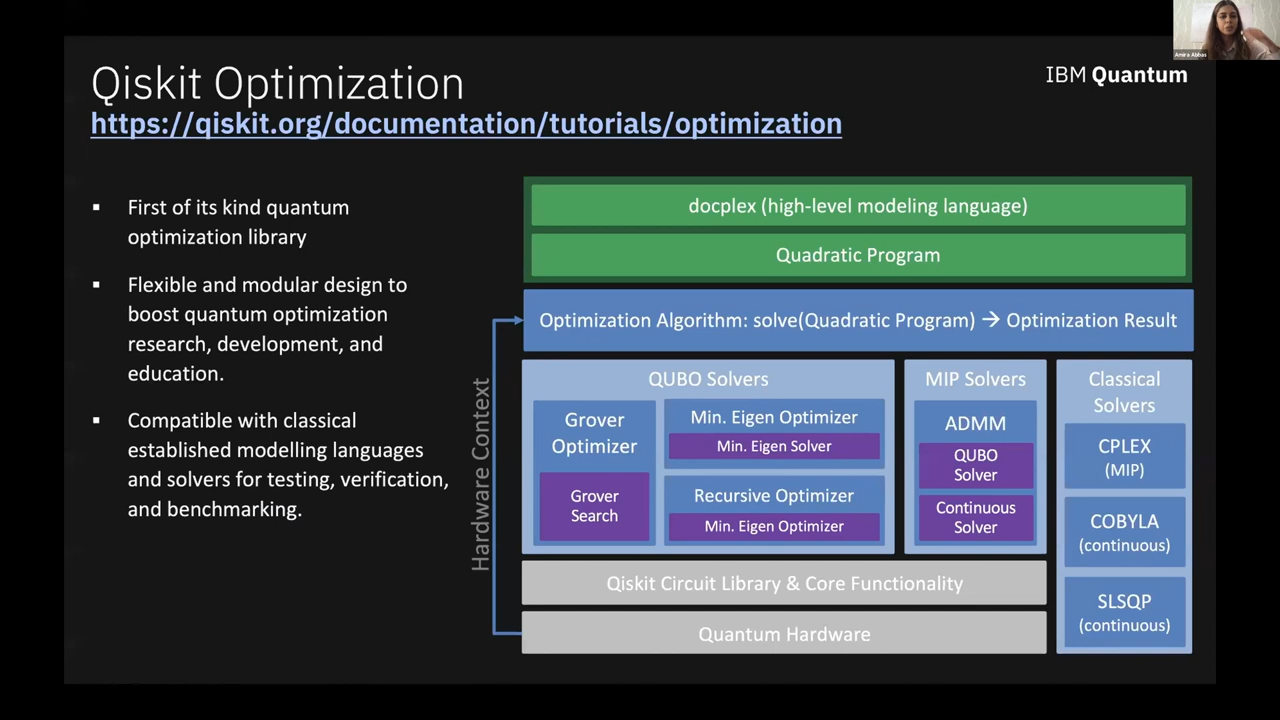 Amira Abbas
Qiskit Optimization
IBM Quantum
https://qiskit.org/documentation/tutorials/optimization
▪ First of its kind quantum
optimization library
▪ Flexible and modular design to
boost quantum optimization
research, development, and
education.
▪ Compatible with classical
established modelling languages
and solvers for testing, verification,
and benchmarking.
docplex (high-level modeling language)
Quadratic Program
Optimization Algorithm: solve(Quadratic Program) → Optimization Result
Hardware Context
QUBO Solvers
Grover
Optimizer
Grover
Search
Min. Eigen Optimizer
Min. Eigen Solver
Recursive Optimizer
Min. Eigen Optimizer
MIP Solvers
ADMM
QUBO
Solver
Continuous
Solver
Classical
Solvers
CPLEX
(MIP)
COBYLA
(continuous)
SLSQP
(continuous)
Qiskit Circuit Library & Core Functionality
Quantum Hardware